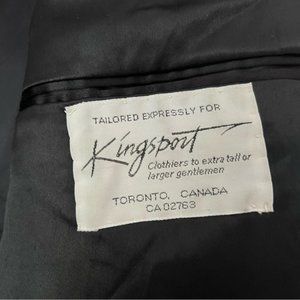 TAILORED EXPRESSLY FOR
Kingsport
Clothiers to extra tall or
larger gentlemen
TORONTO, CANADA
CA 02763